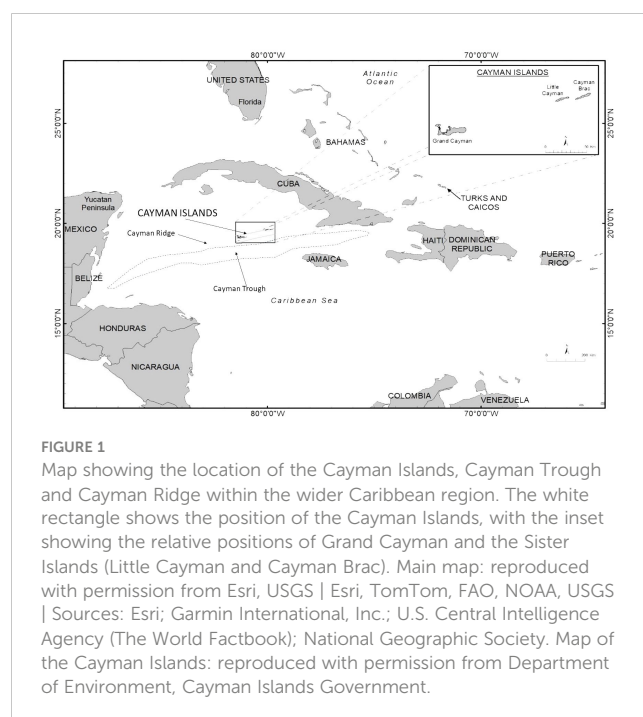 80°0'0"W
70°0'0"W
UNITED STATES
Florida
Atlantic
Ocean
CAYMAN ISLANDS
Little
Cayman
Cayman
Brac
Grand Cayman
25°0'0"N
25°0'0"N
BAHAMAS
CUBA
Yucatan
Peninsula
TURKS AND
CAICOS
CAYMAN ISLANDS
20°0'0"N
20°0'0"N
MEXICO
Cayman Ridge
HAITI
DOMINICAN
REPUBLIC
PUERTO
RICO
JAMAICA
BELIZE
Cayman Trough
Caribbean Sea
15°0'0"N
15°0'0"N
HONDURAS
NICARAGUA
COLOMBIA
VENEZUELA
80°0'0"W
70°0'0"W
FIGURE 1
Map showing the location of the Cayman Islands, Cayman Trough
and Cayman Ridge within the wider Caribbean region. The white
rectangle shows the position of the Cayman Islands, with the inset
showing the relative positions of Grand Cayman and the Sister
Islands (Little Cayman and Cayman Brac). Main map: reproduced
with permission from Esri, USGS | Esri, TomTom, FAO, NOAA, USGS
| Sources: Esri; Garmin International, Inc.; U.S. Central Intelligence
Agency (The World Factbook); National Geographic Society. Map of
the Cayman Islands: reproduced with permission from Department
of Environment, Cayman Islands Government.